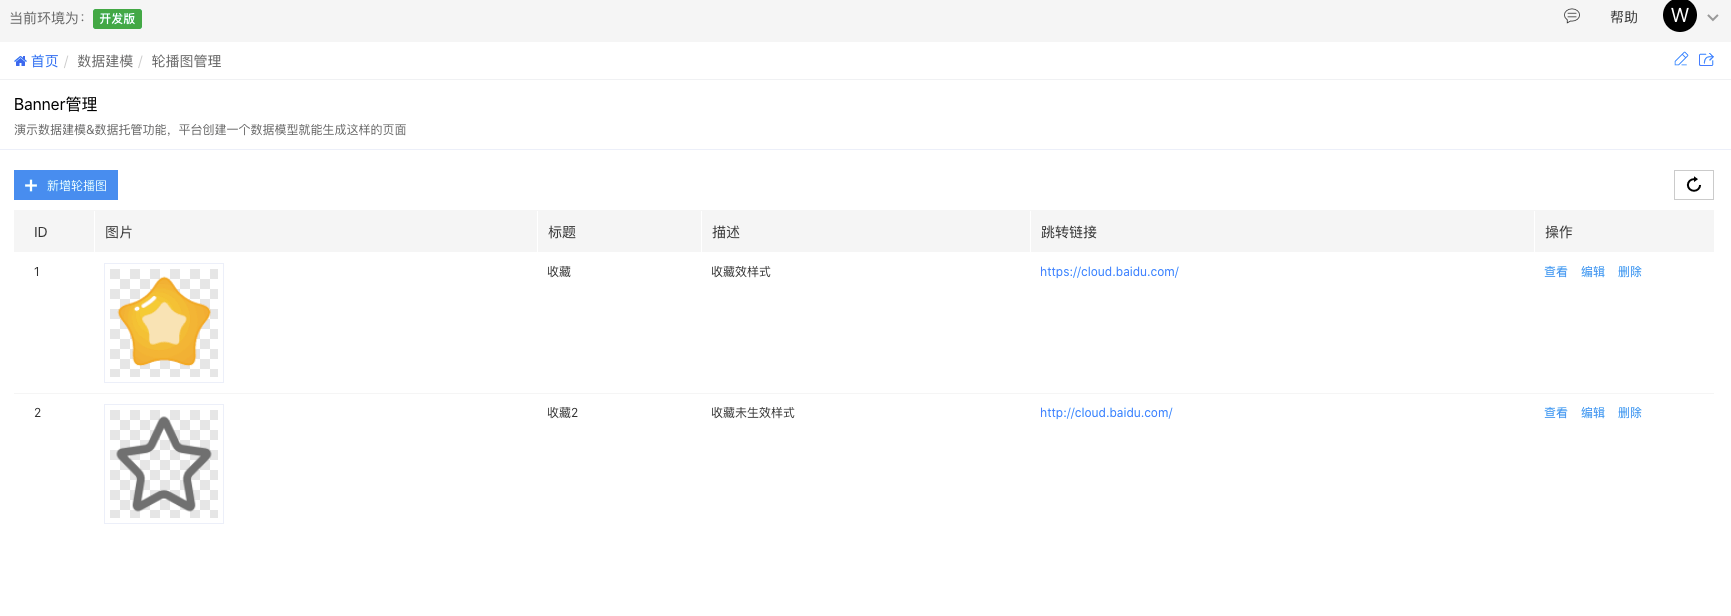 当前环境为： 开发版 帮助 W
首页 / 数据建模 / 轮播图管理
Banner管理
演示数据建模&数据托管功能，平台创建一个数据模型就能生成这样的页面
新增轮播图
ID 图片 标题 描述 跳转链接 操作
1 收藏 收藏效样式 https://cloud.baidu.com/ 查看 编辑 删除
2 收藏2 收藏未生效样式 http://cloud.baidu.com/ 查看 编辑 删除